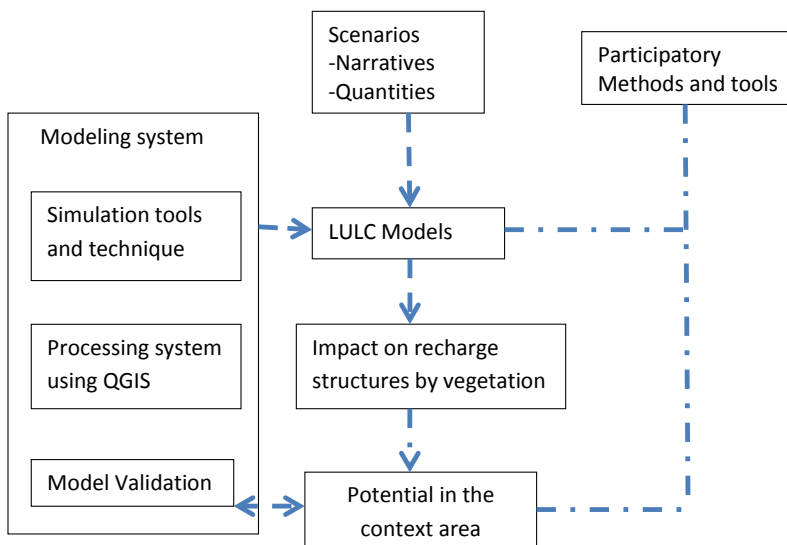 Scenarios
-Narratives
-Quantities
Participatory
Methods and tools
Modeling system
Simulation tools
and technique
LULC Models
Processing system
using QGIS
Impact on recharge
structures by vegetation
Model Validation
Potential in the
context area